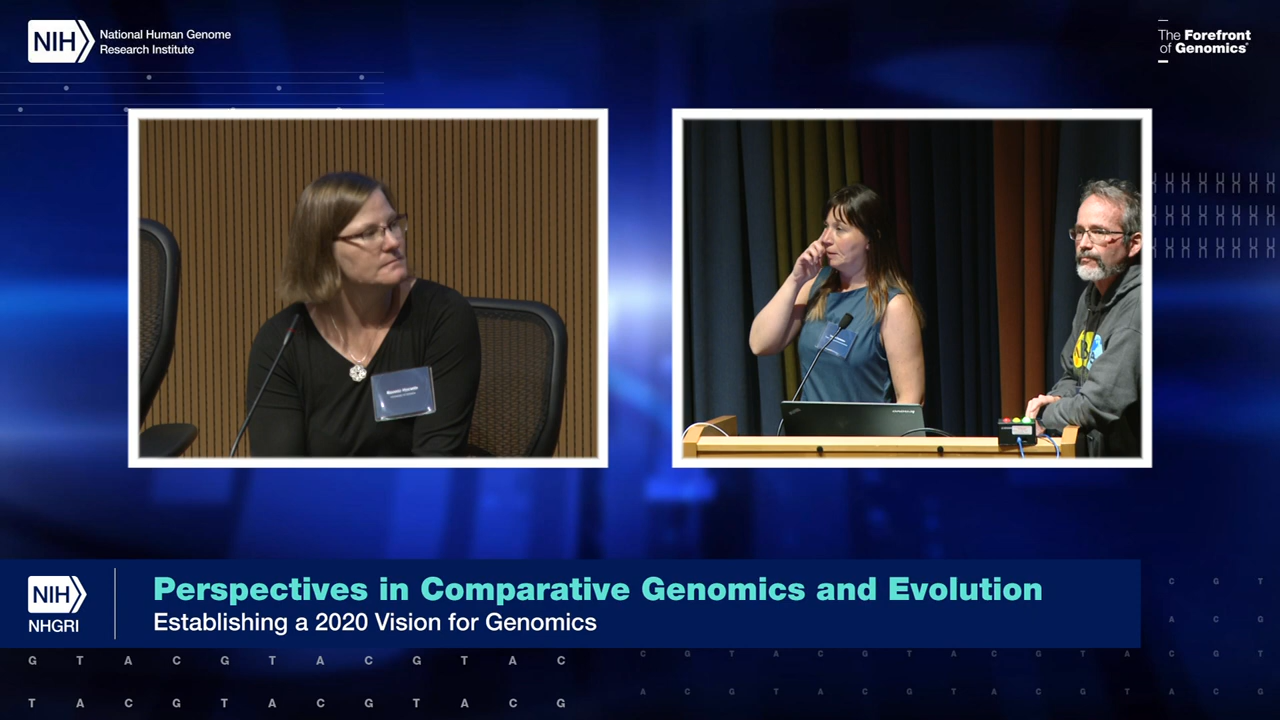 NIH
National Human Genome
Research Institute
The Forefront
of Genomics®
NIH
NHGRI
Perspectives in Comparative Genomics and Evolution
Establishing a 2020 Vision for Genomics
C G T
A C G
G T A C G T A C G T A C
C G T A C G T A C G T A C G T
T A C G T A C G T A C G
A C G T A C G T A C G T A C G